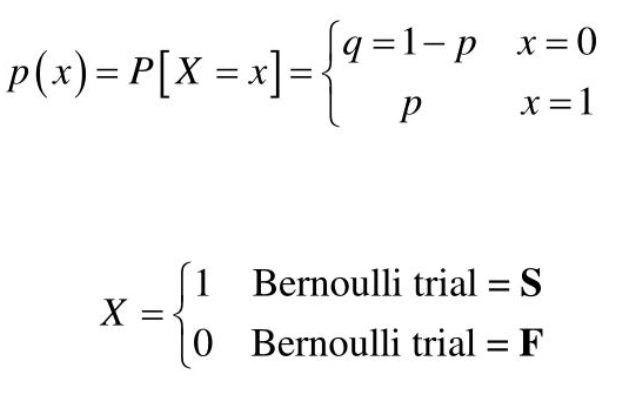 p(x) = P[X = x] = { q = 1 − p   x = 0
p   x = 1
X = { 1   Bernoulli trial = S
0   Bernoulli trial = F